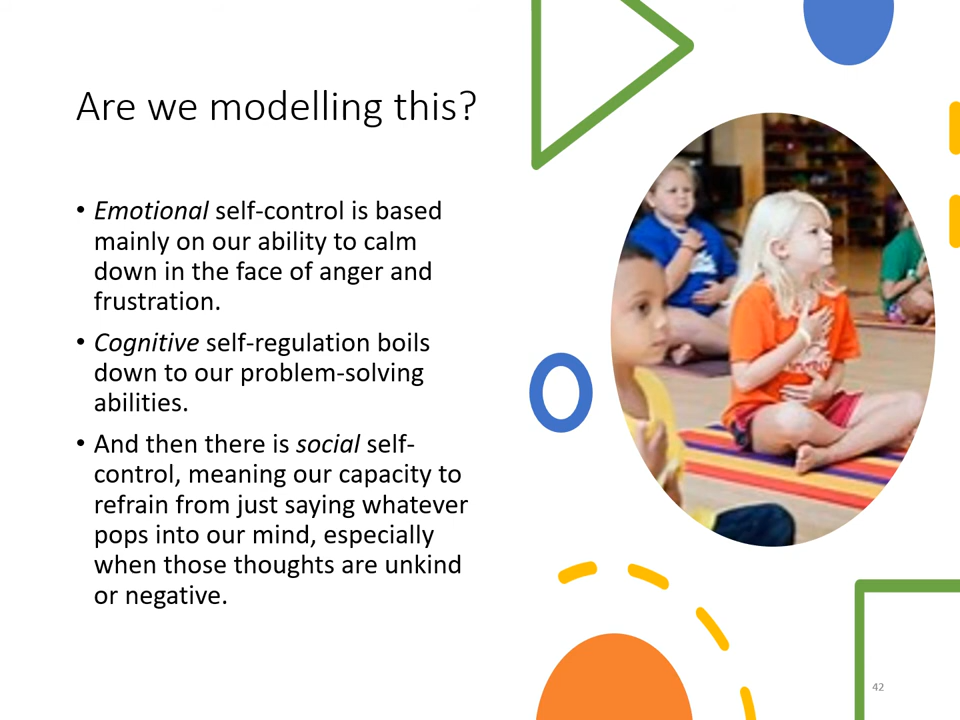 Are we modelling this?
• Emotional self-control is based
mainly on our ability to calm
down in the face of anger and
frustration.
• Cognitive self-regulation boils
down to our problem-solving
abilities.
• And then there is social self-
control, meaning our capacity to
refrain from just saying whatever
pops into our mind, especially
when those thoughts are unkind
or negative.
42